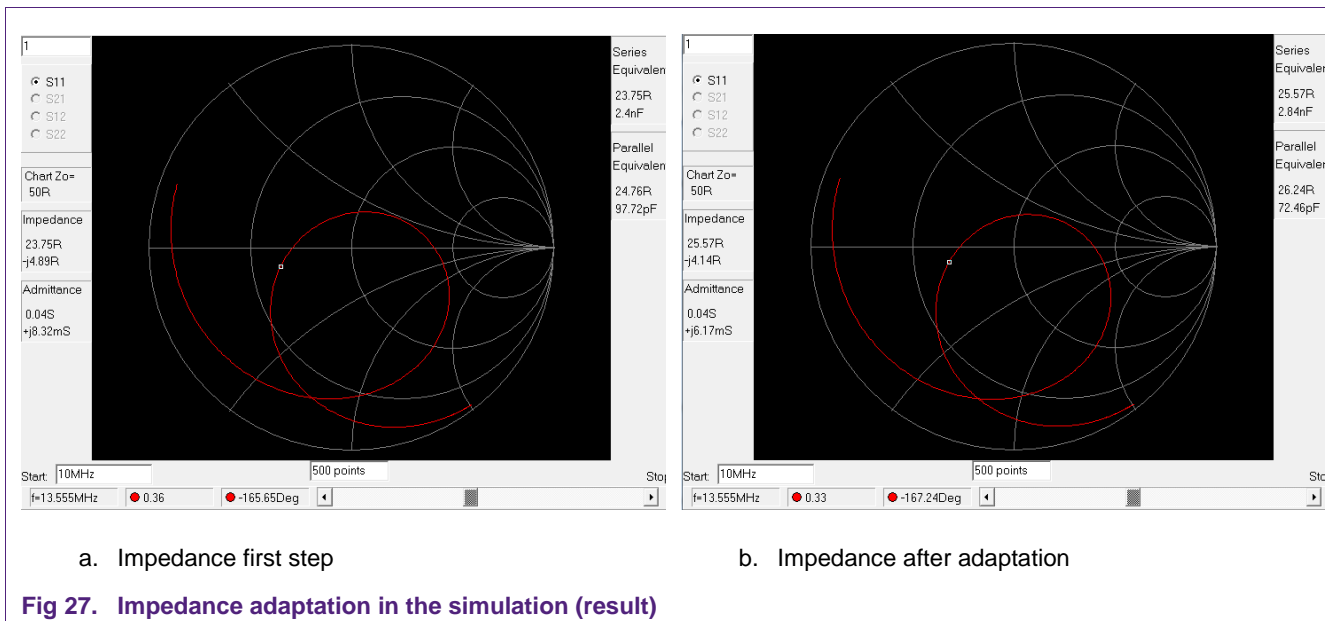 1
S11
S21
S12
S22
Chart Zo=
50R
Impedance
23.75R
-j4.89R
Admittance
0.04S
+j8.32mS
Series
Equivalen
23.75R
2.4nF
Parallel
Equivalen
24.76R
97.72pF
Start: 10MHz
500 points
Sto
f=13.555MHz
0.36
-165.65Deg
1
S11
S21
S12
S22
Chart Zo=
50R
Impedance
25.57R
-j4.14R
Admittance
0.04S
+j6.17mS
Series
Equivaler
25.57R
2.84nF
Parallel
Equivaler
26.24R
72.46pF
Start: 10MHz
500 points
Sto
f=13.555MHz
0.33
-167.24Deg
a. Impedance first step
b. Impedance after adaptation
Fig 27. Impedance adaptation in the simulation (result)